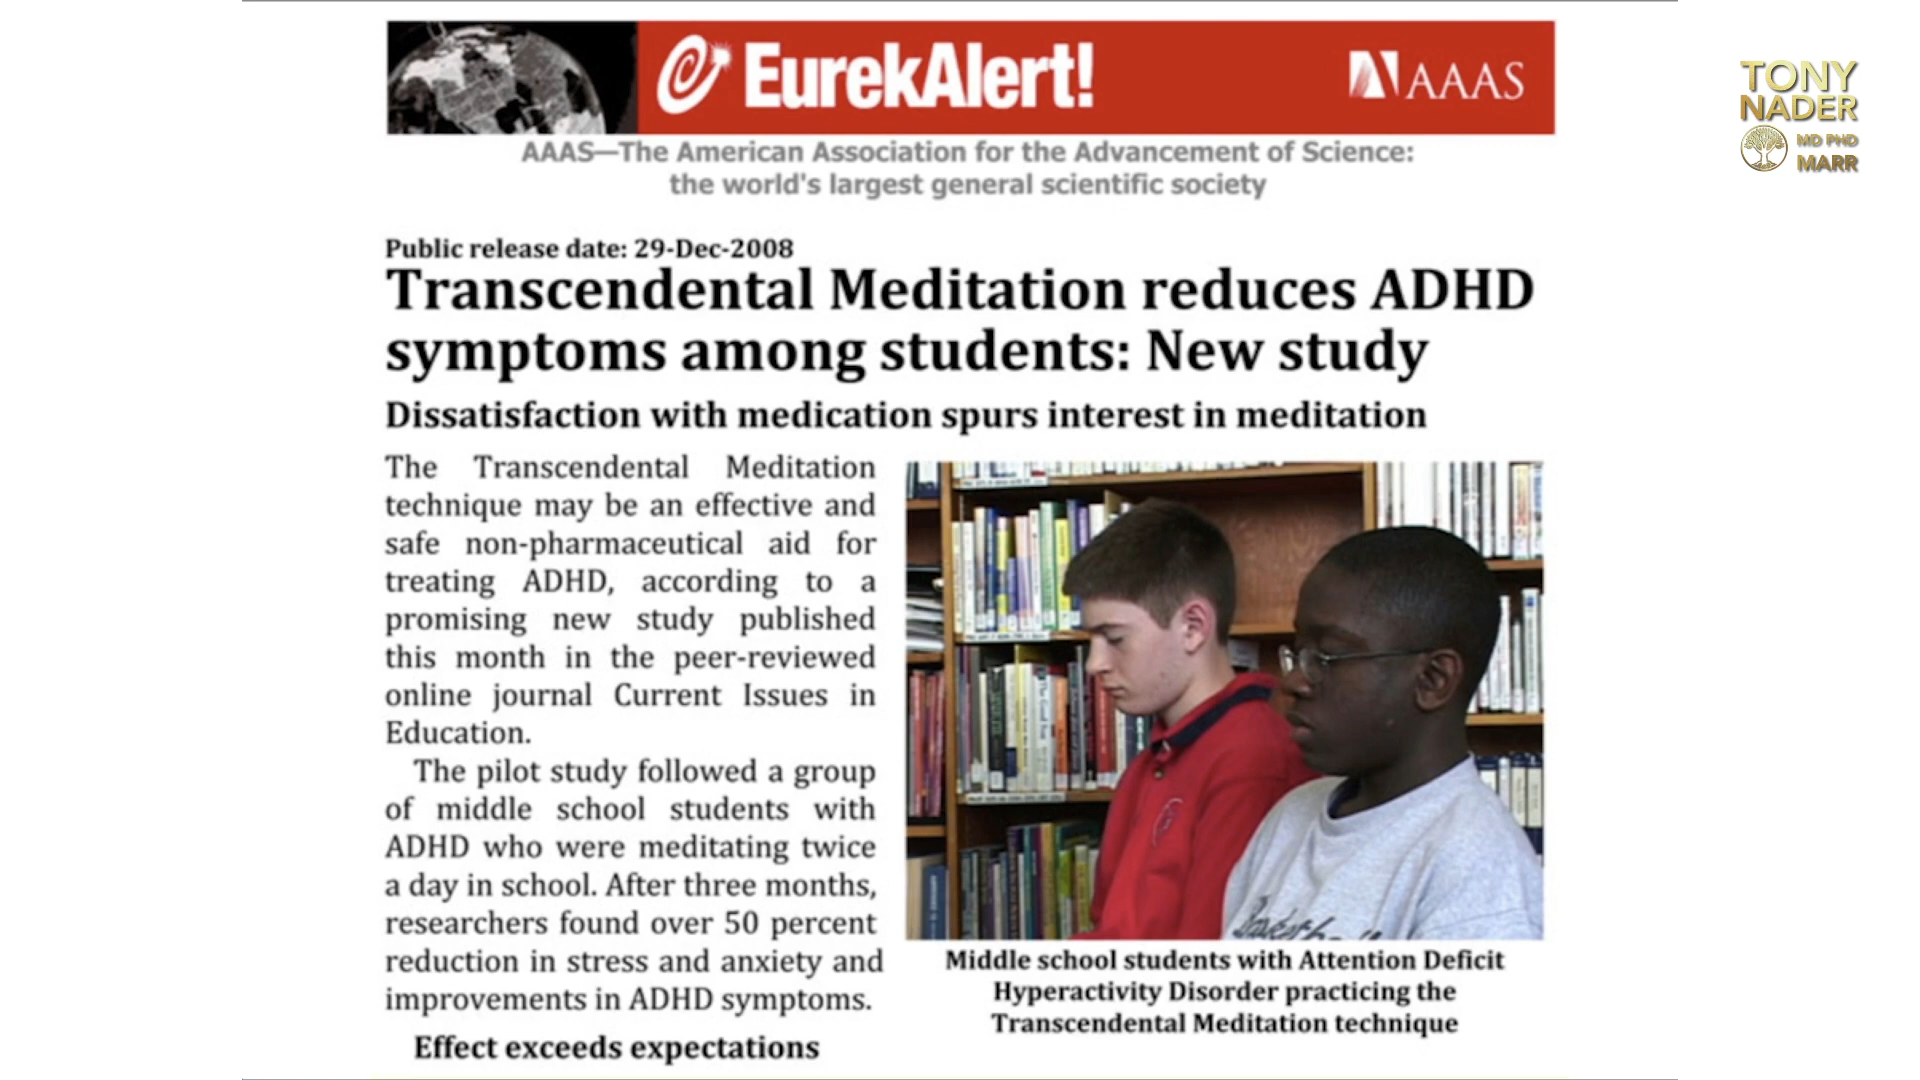 EurekAlert!
AAAS
TONY
NADER
MD PHD
MARR
AAAS—The American Association for the Advancement of Science:
the world's largest general scientific society
Public release date: 29-Dec-2008
Transcendental Meditation reduces ADHD
symptoms among students: New study
Dissatisfaction with medication spurs interest in meditation
The Transcendental Meditation
technique may be an effective and
safe non-pharmaceutical aid for
treating ADHD, according to a
promising new study published
this month in the peer-reviewed
online journal Current Issues in
Education.
The pilot study followed a group
of middle school students with
ADHD who were meditating twice
a day in school. After three months,
researchers found over 50 percent
reduction in stress and anxiety and
improvements in ADHD symptoms.
Effect exceeds expectations
Middle school students with Attention Deficit
Hyperactivity Disorder practicing the
Transcendental Meditation technique